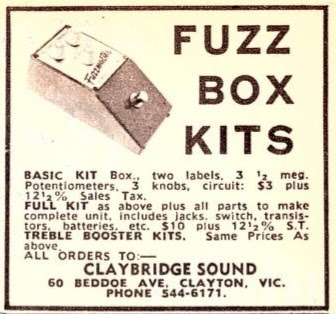 Fuzzmaster
FUZZ
BOX
KITS
BASIC KIT Box., two labels, 3 ½ meg.
Potentiometers, 3 knobs, circuit: $3 plus
12½% Sales Tax.
FULL KIT as above plus all parts to make
complete unit, includes jacks. switch, transis-
tors, batteries, etc. $10 plus 12½% S.T.
TREBLE BOOSTER KITS. Same Prices As
above.
ALL ORDERS TO:—
CLAYBRIDGE SOUND
60 BEDDOE AVE, CLAYTON, VIC.
PHONE 544-6171.